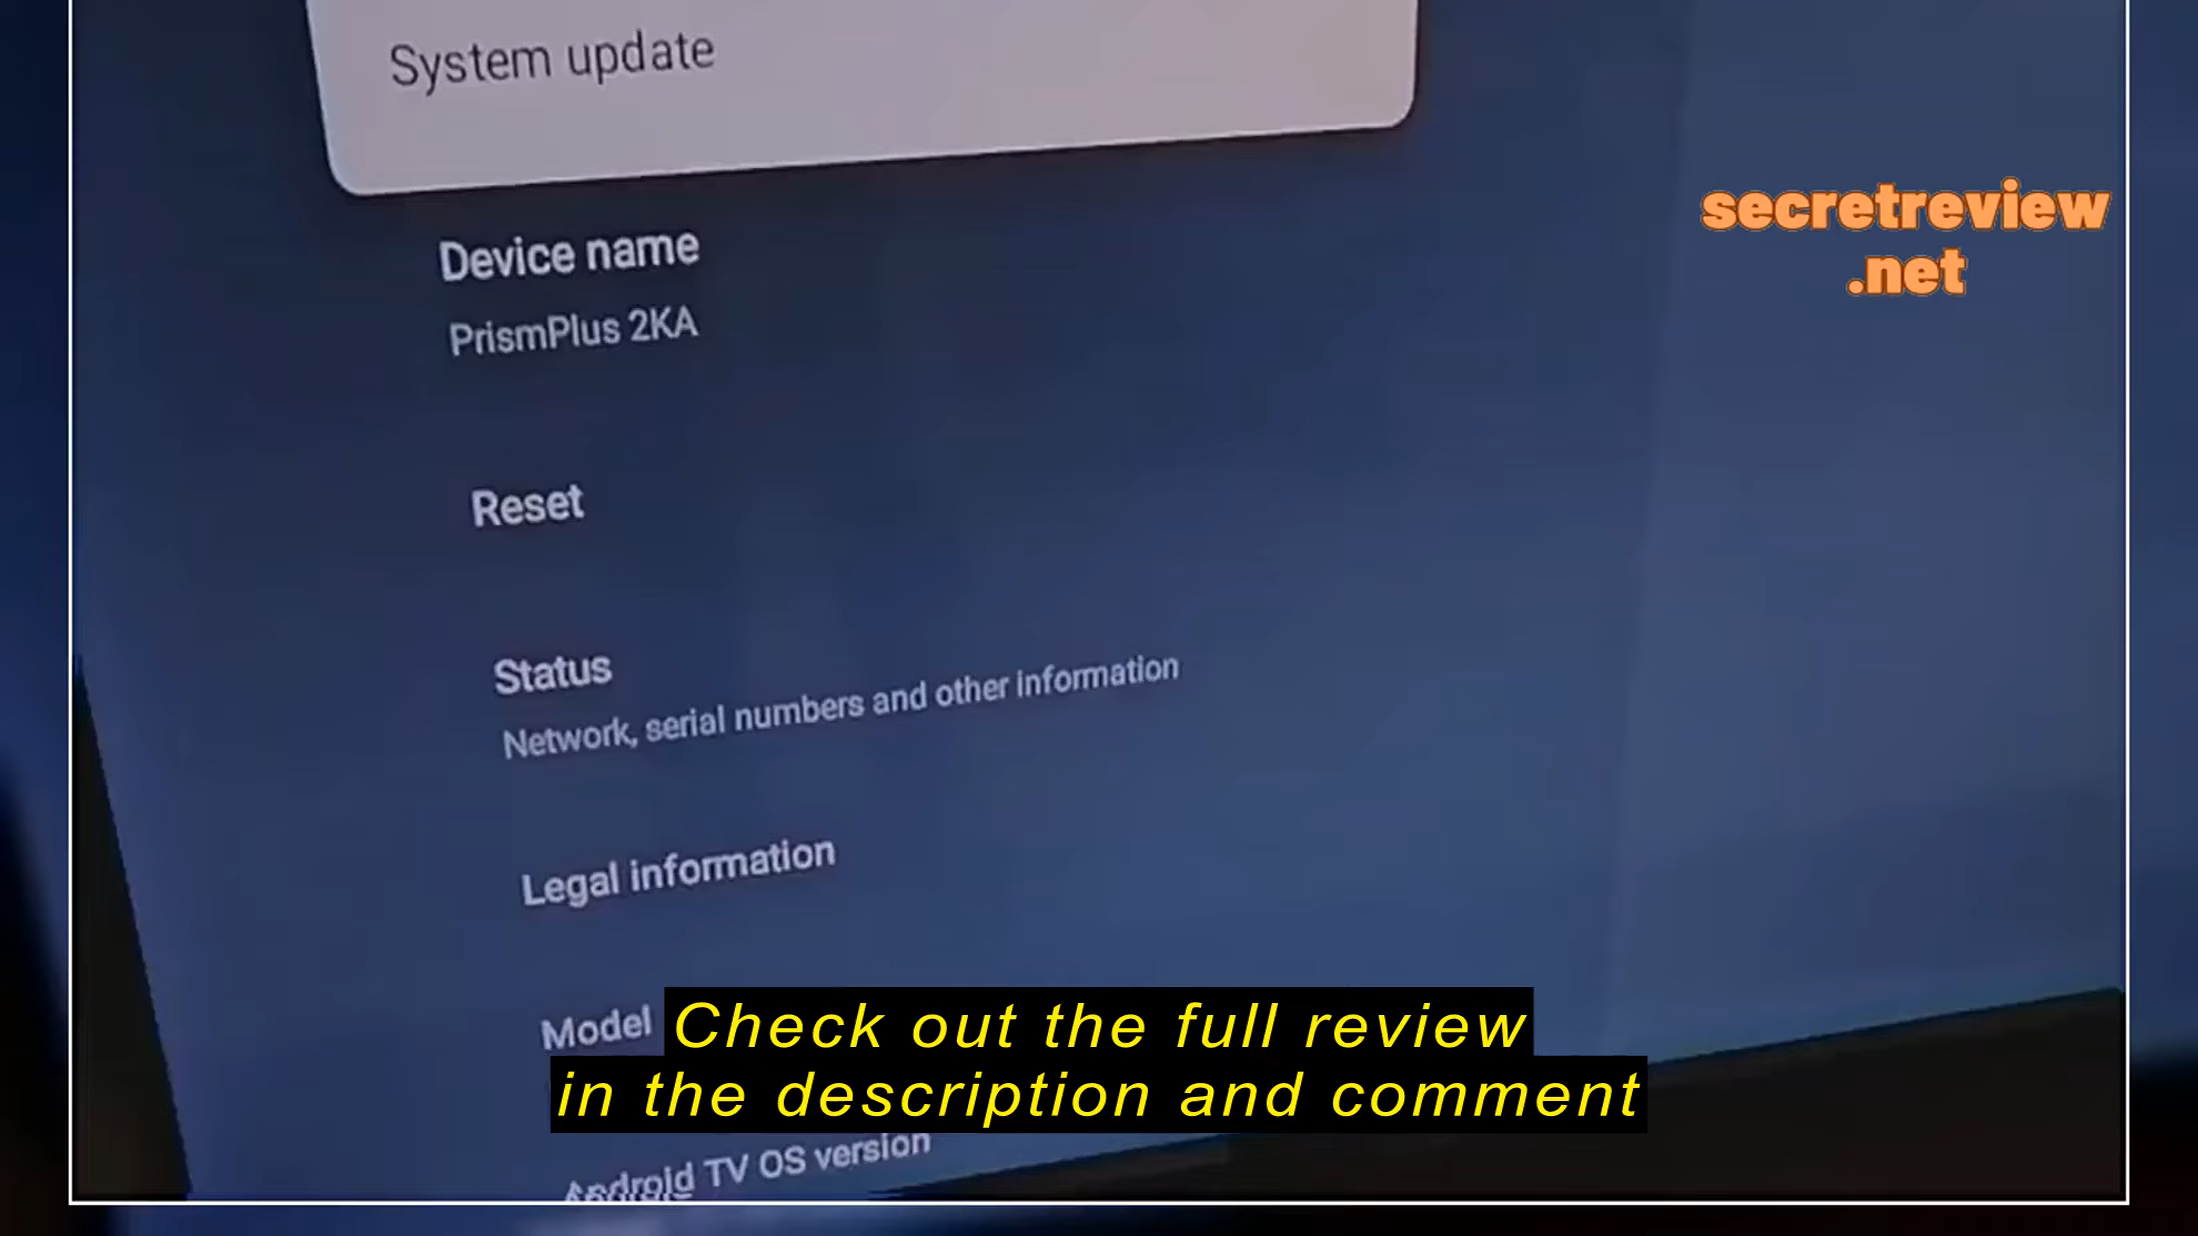 System update
Device name
PrismPlus 2KA
secretreview
.net
Reset
Status
Network, serial numbers and other information
Legal information
Model
Check out the full review
in the description and comment
Android TV OS version